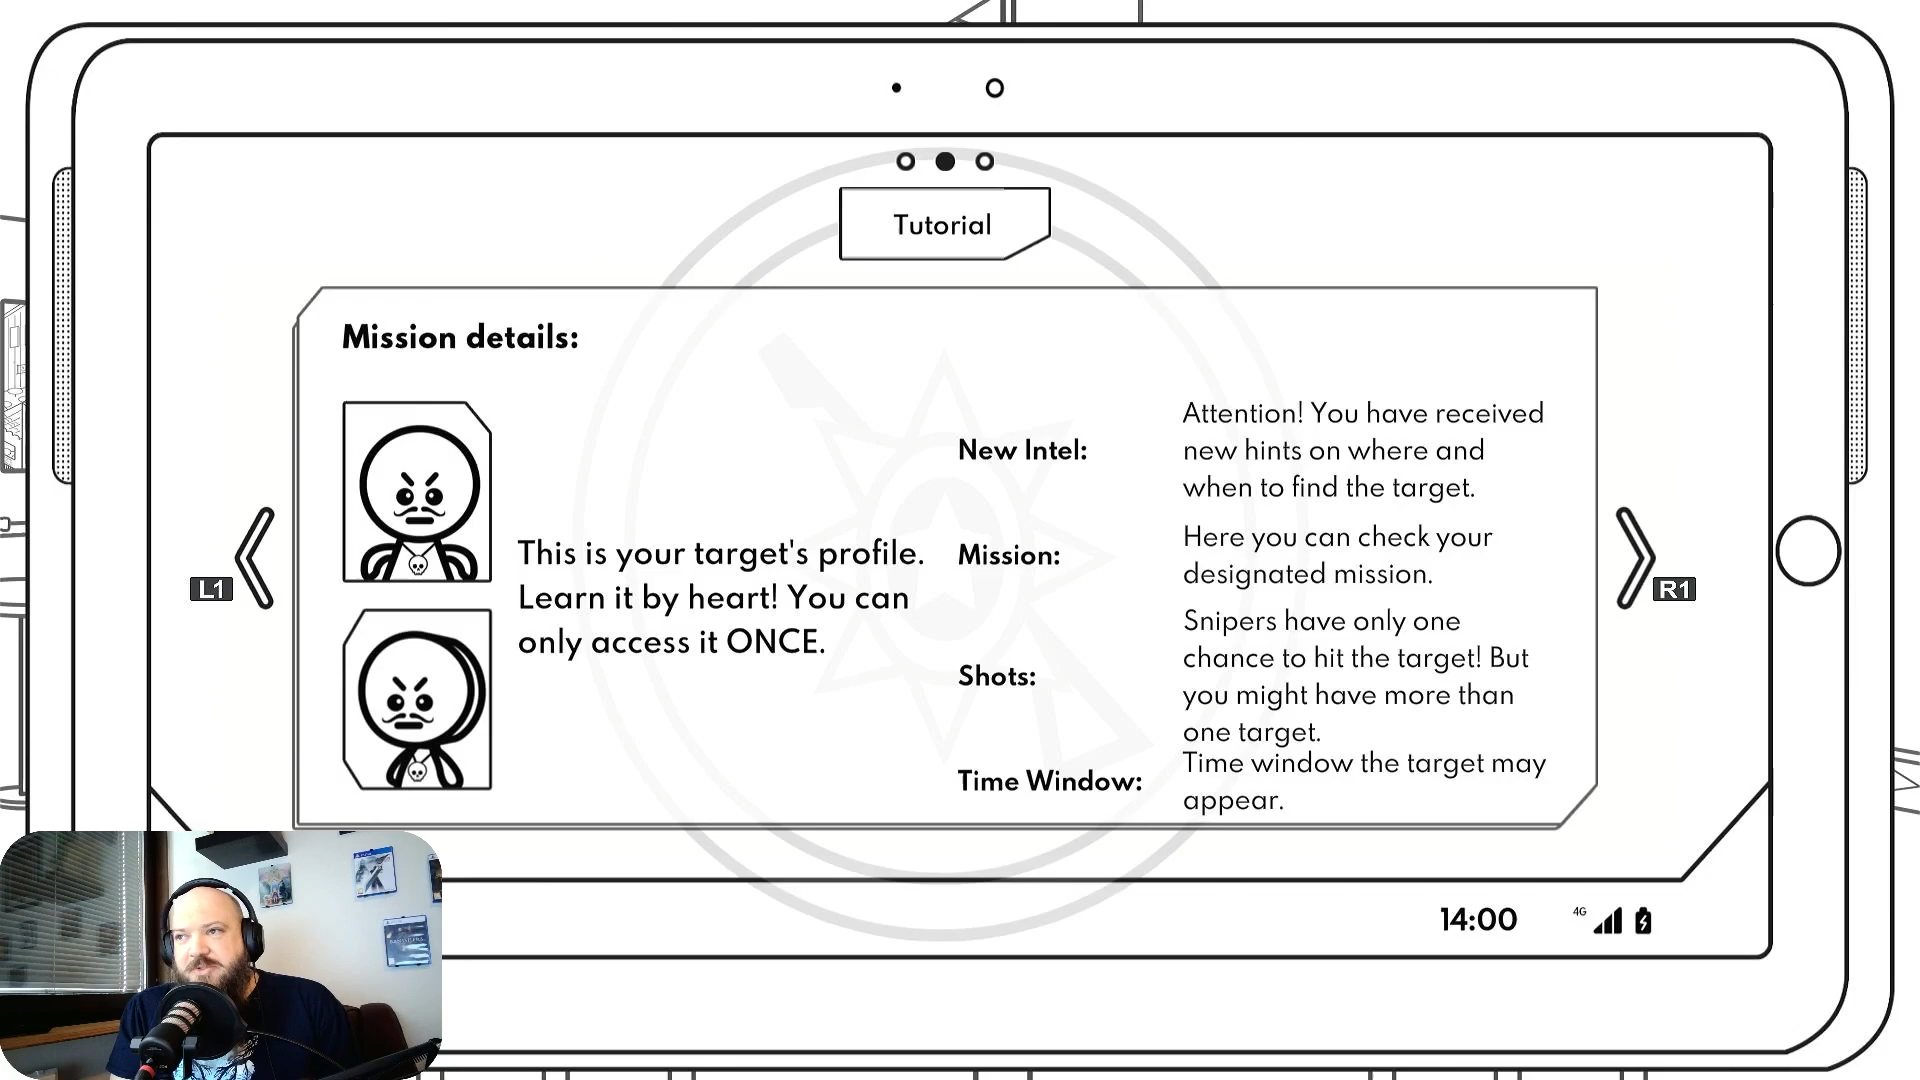 Tutorial
Mission details:
This is your target's profile.
Learn it by heart! You can
only access it ONCE.
New Intel:
Attention! You have received
new hints on where and
when to find the target.
Mission:
Here you can check your
designated mission.
Shots:
Snipers have only one
chance to hit the target! But
you might have more than
one target.
Time Window:
Time window the target may
appear.
L1
R1
14:00
4G